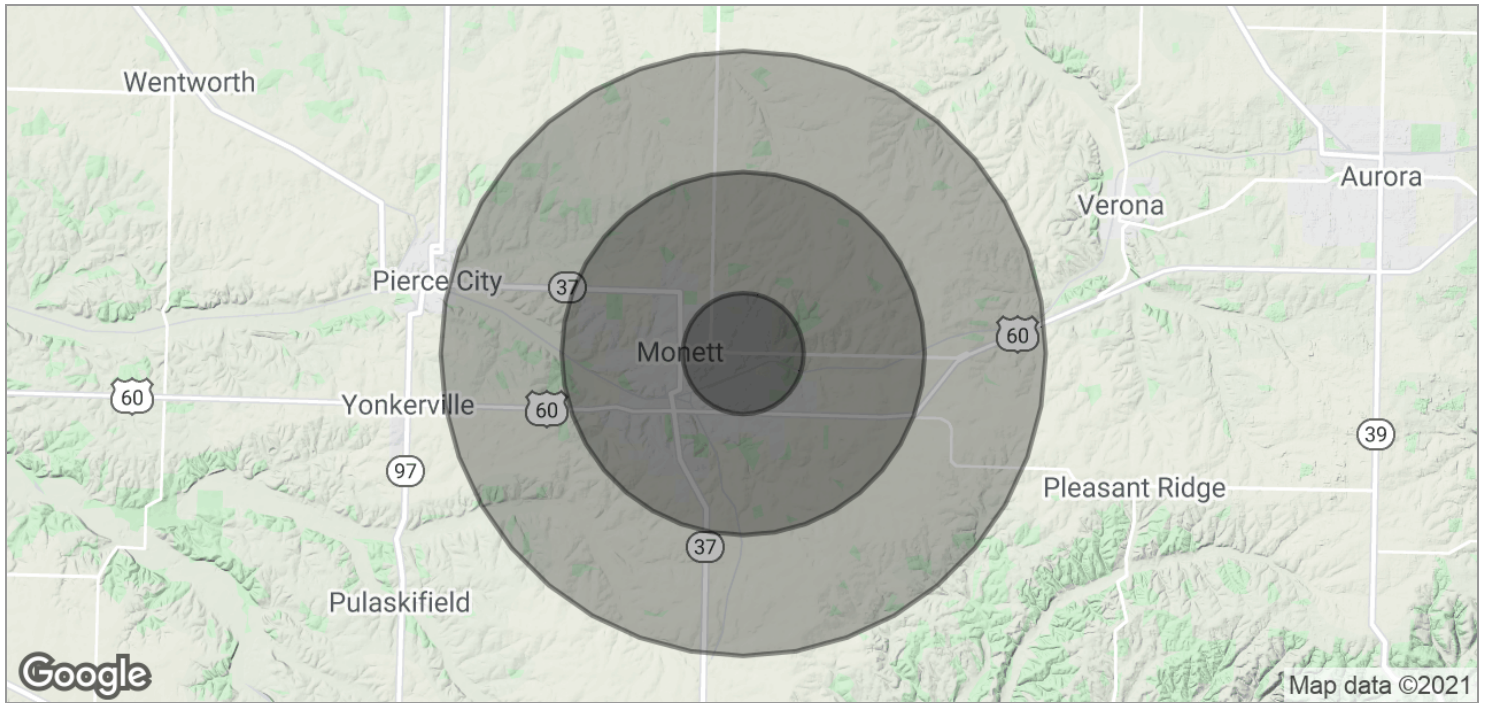 Wentworth
Aurora
Verona
Pierce City
37
60
Monett
60
Yonkerville
60
39
97
Pleasant Ridge
37
Pulaskifield
Google
Map data ©2021